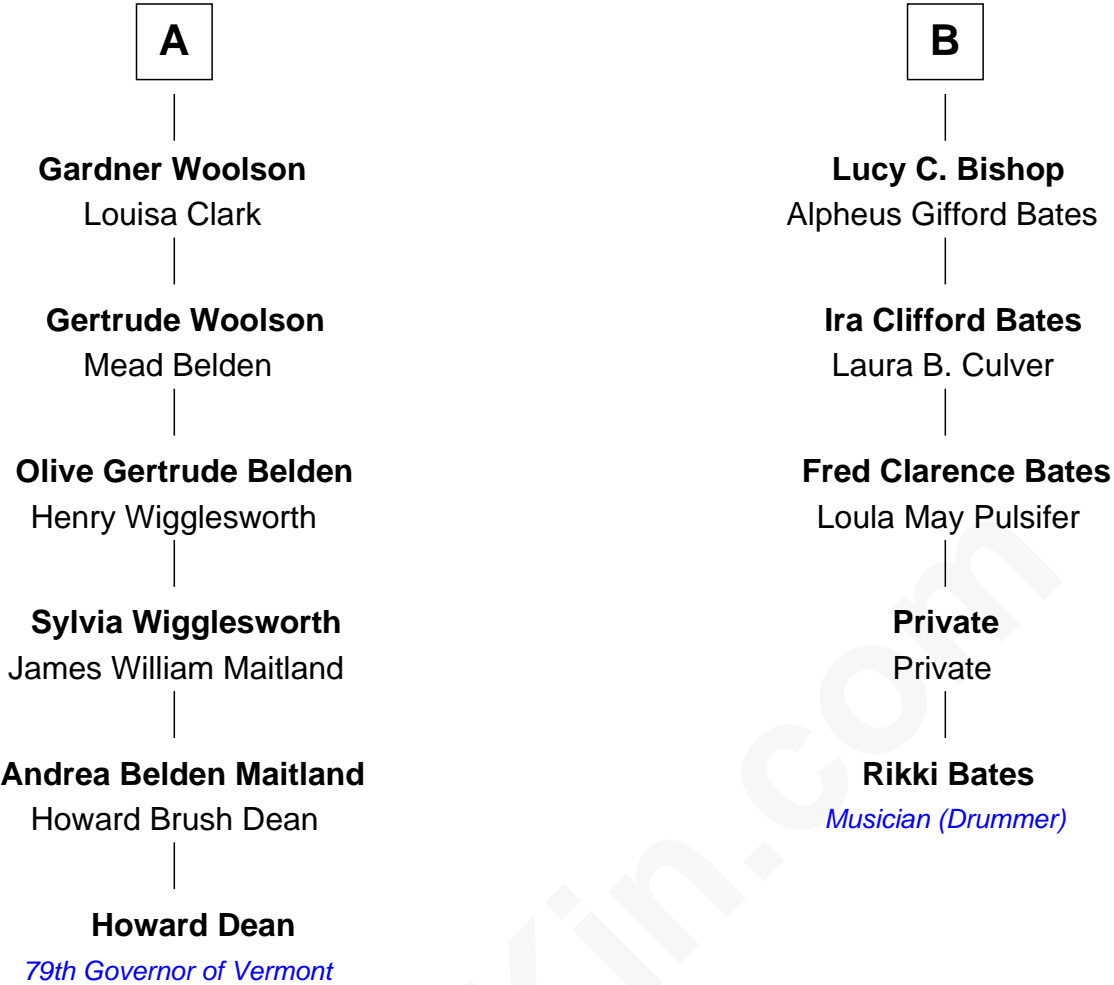 A
Gardner Woolson
Louisa Clark
Gertrude Woolson
Mead Belden
Olive Gertrude Belden
Henry Wigglesworth
Sylvia Wigglesworth
James William Maitland
Andrea Belden Maitland
Howard Brush Dean
Howard Dean
79th Governor of Vermont
B
Lucy C. Bishop
Alpheus Gifford Bates
Ira Clifford Bates
Laura B. Culver
Fred Clarence Bates
Loula May Pulsifer
Private
Private
Rikki Bates
Musician (Drummer)